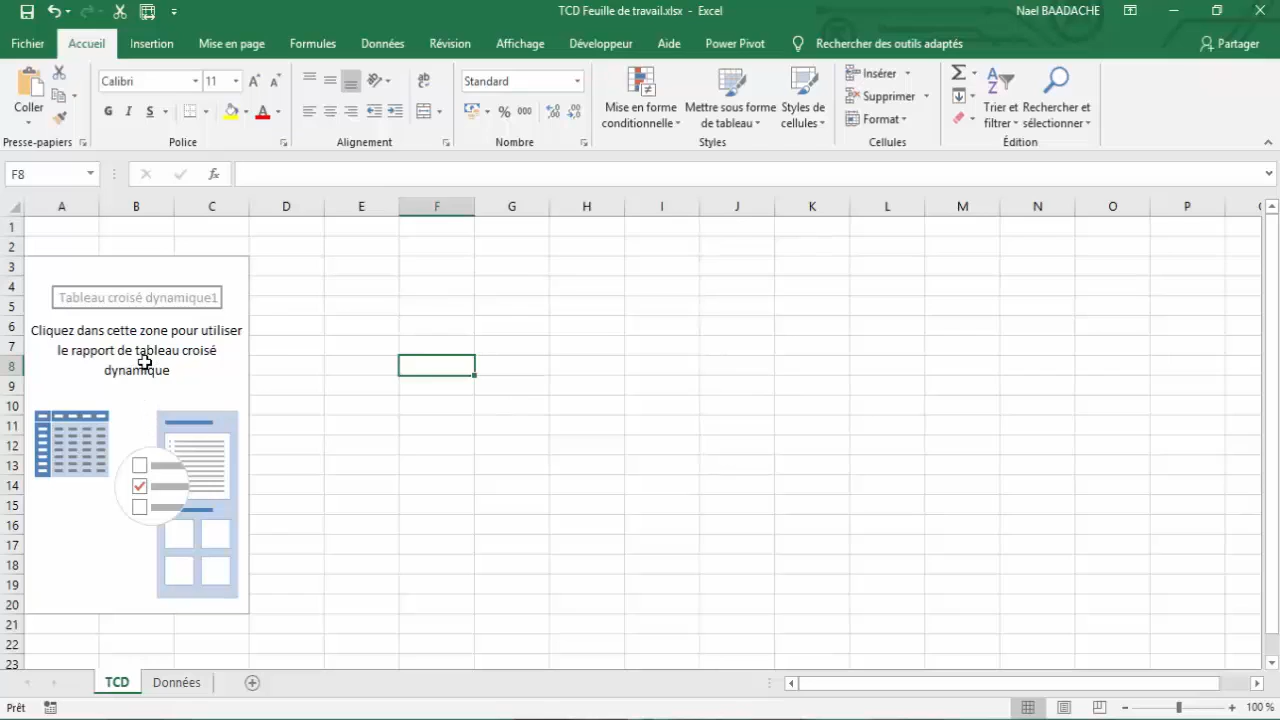 TCD Feuille de travail.xlsx - Excel
Nael BAADACHE
Fichier Accueil Insertion Mise en page Formules Données Révision Affichage Développeur Aide Power Pivot Rechercher des outils adaptés Partager
Coller
Calibri 11
G I S A
Standard
% 000
Mise en forme conditionnelle
Mettre sous forme de tableau
Styles de cellules
Insérer
Supprimer
Format
Trier et filtrer
Rechercher et sélectionner
Presse-papiers Police Alignement Nombre Styles Cellules Édition
F8 fx
A B C D E F G H I J K L M N O P
1
2
3
4
5
6
7
8
9
10
11
12
13
14
15
16
17
18
19
20
21
22
23
Tableau croisé dynamique1
Cliquez dans cette zone pour utiliser
le rapport de tableau croisé
dynamique
TCD Données
Prêt 100 %